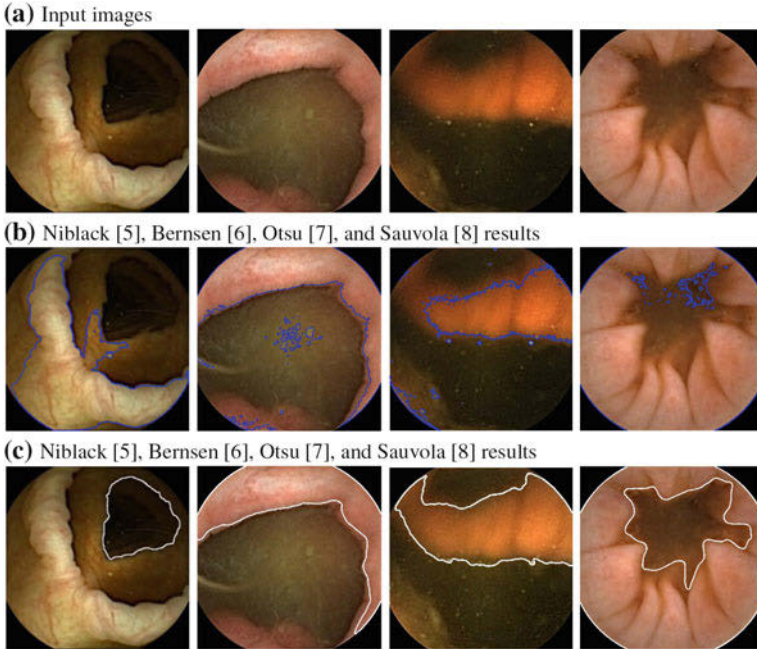 (a) Input images
(b) Niblack [5], Bernsen [6], Otsu [7], and Sauvola [8] results
(c) Niblack [5], Bernsen [6], Otsu [7], and Sauvola [8] results